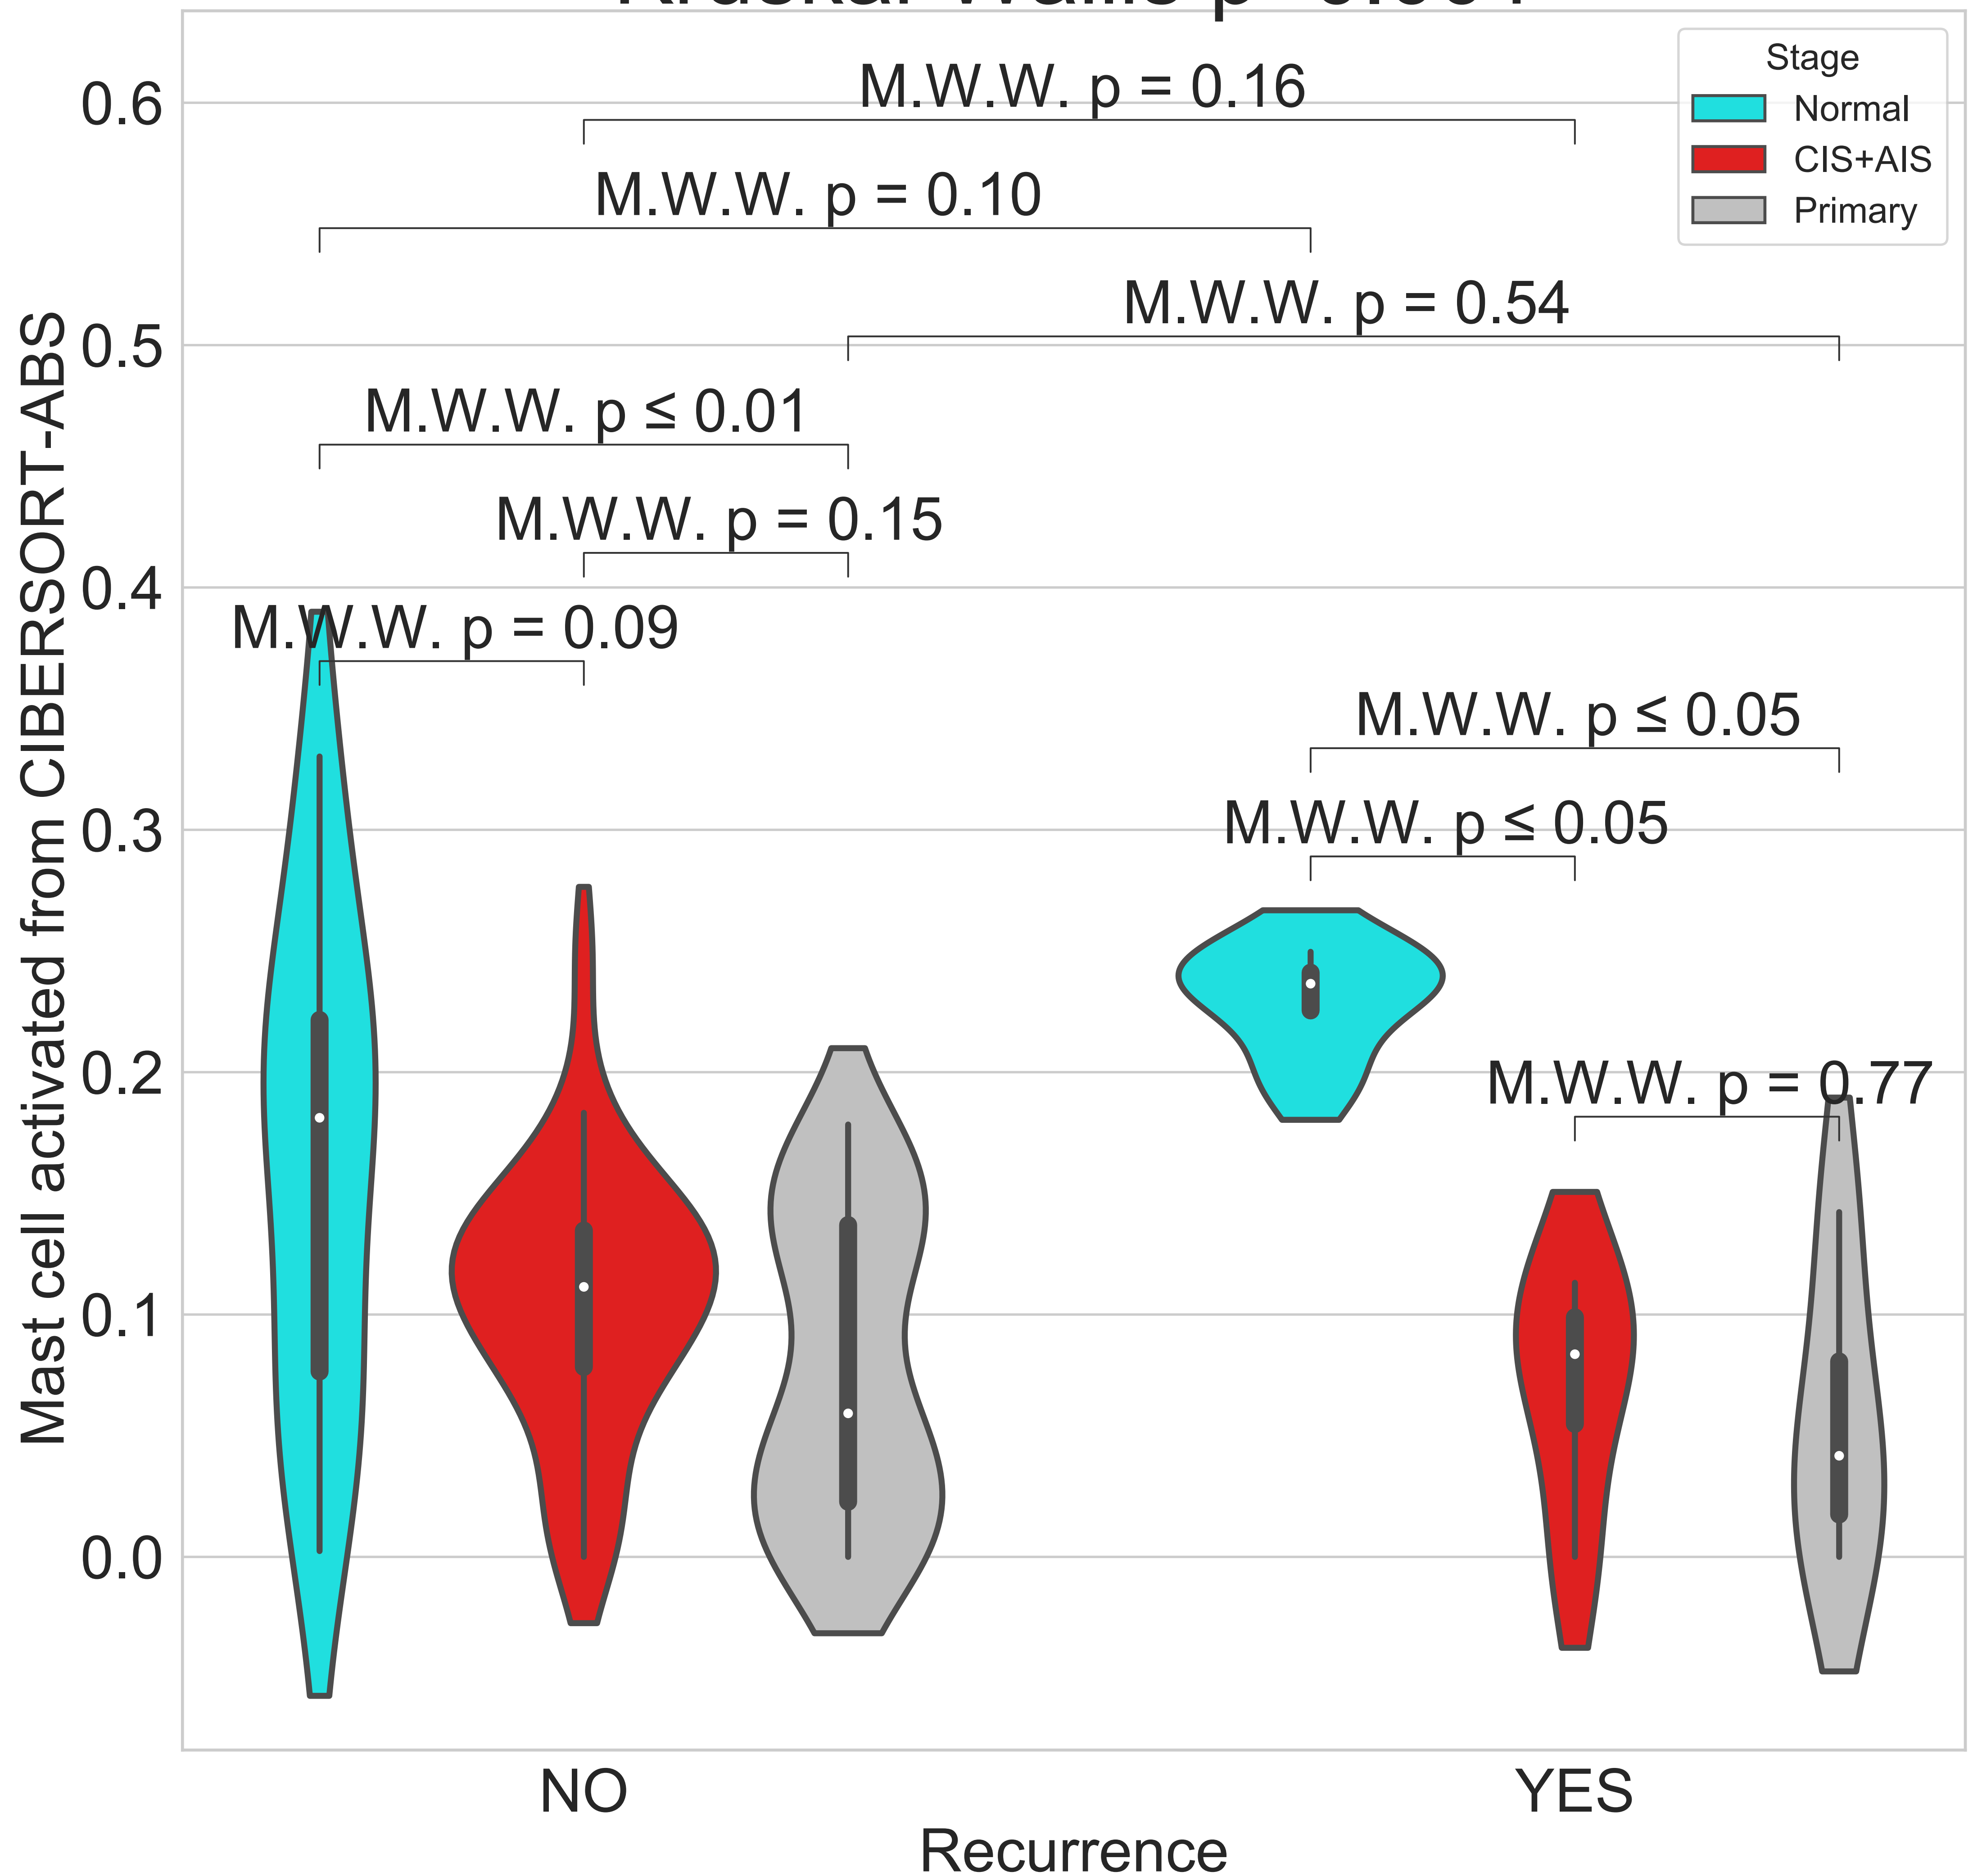 Stage
Normal
CIS+AIS
Primary
M.W.W. p = 0.16
M.W.W. p = 0.10
M.W.W. p = 0.54
M.W.W. p ≤ 0.01
M.W.W. p = 0.15
M.W.W. p = 0.09
M.W.W. p ≤ 0.05
M.W.W. p ≤ 0.05
M.W.W. p = 0.77
Mast cell activated from CIBERSORT-ABS
0.6
0.5
0.4
0.3
0.2
0.1
0.0
NO
YES
Recurrence